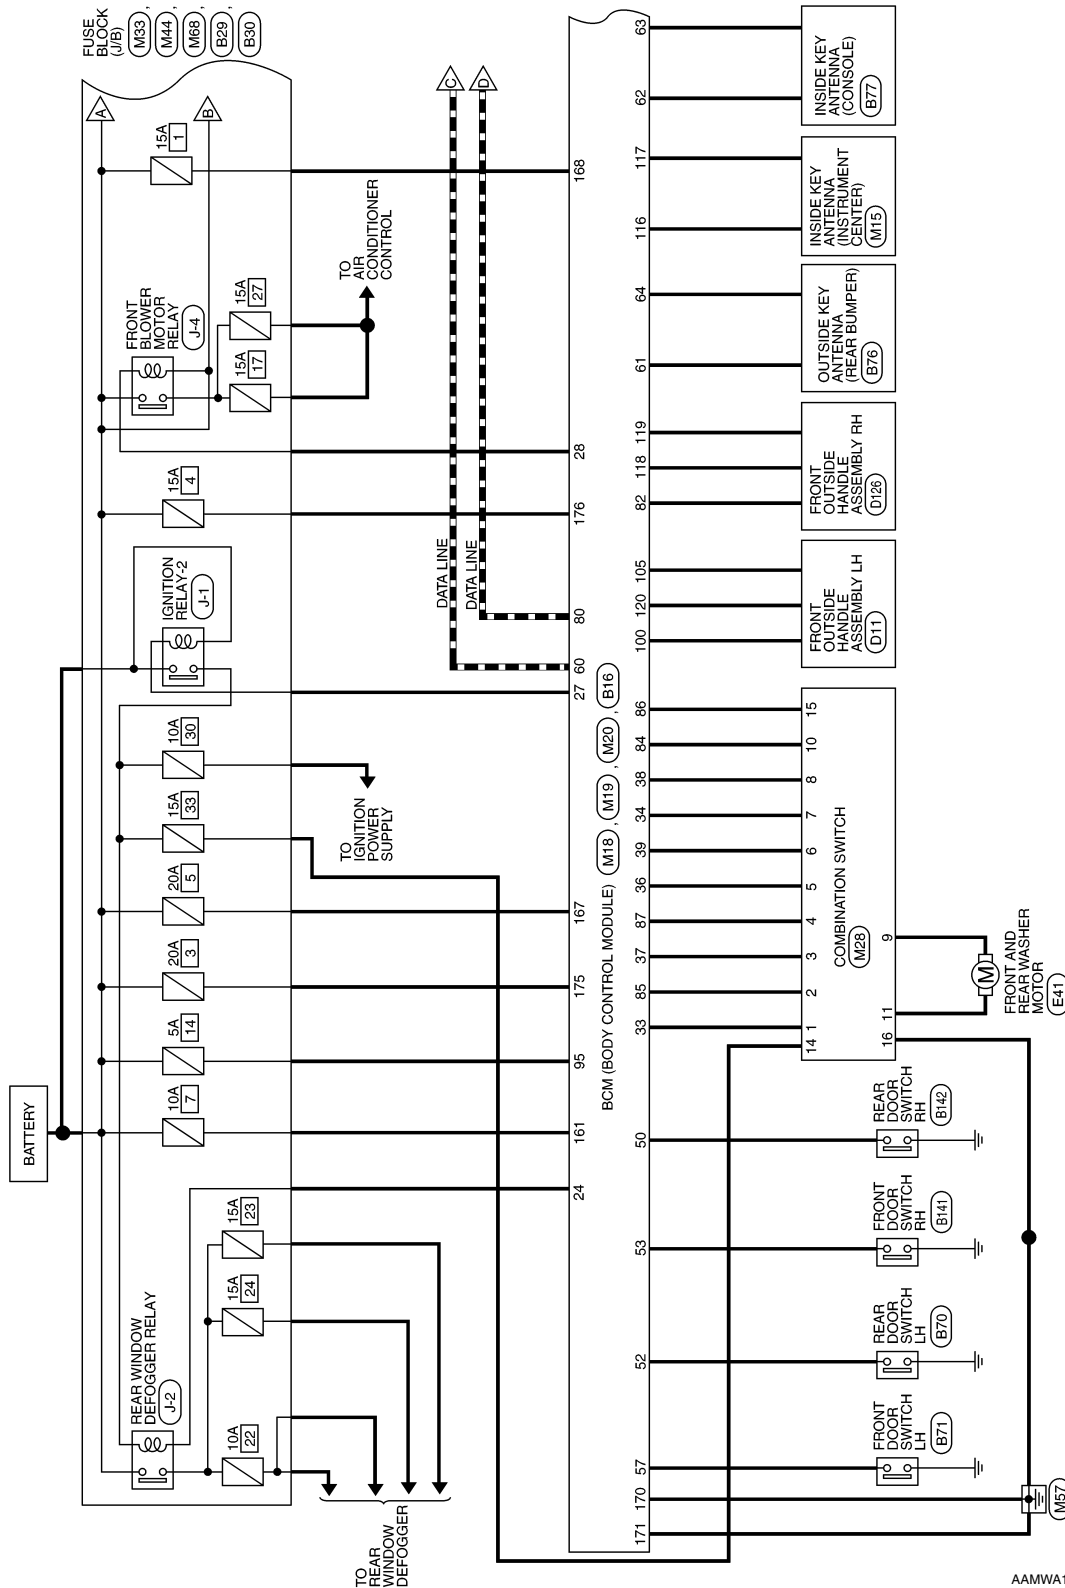 FUSE
BLOCK
(J/B)
M33 ,
M44 ,
M68 ,
B29 ,
B30
A
B
C
D
BATTERY
REAR WINDOW
DEFOGGER RELAY
J-2
10A
22
15A
24
15A
23
TO
REAR
WINDOW
DEFOGGER
10A
7
5A
14
20A
3
20A
5
15A
33
10A
30
TO
IGNITION
POWER
SUPPLY
IGNITION
RELAY-2
J-1
15A
4
FRONT
BLOWER
MOTOR
RELAY
J-4
15A
17
15A
27
TO
AIR
CONDITIONER
CONTROL
15A
1
DATA LINE
DATA LINE
24
161
95
175
167
27
60
80
176
28
168
BCM (BODY CONTROL MODULE)
M18 ,
M19 ,
M20 ,
B16
171
170
57
52
53
50
33
85
37
87
36
39
34
38
84
86
100
120
105
82
118
119
61
64
116
117
62
63
FRONT
DOOR
SWITCH
LH
B71
REAR
DOOR
SWITCH
LH
B70
FRONT
DOOR
SWITCH
RH
B141
REAR
DOOR
SWITCH
RH
B142
14
1
2
3
4
5
6
7
8
10
15
COMBINATION SWITCH
M28
16
11
9
M
FRONT AND
REAR WASHER
MOTOR
E41
M57
FRONT
OUTSIDE
HANDLE
ASSEMBLY LH
D11
FRONT
OUTSIDE
HANDLE
ASSEMBLY RH
D126
OUTSIDE KEY
ANTENNA
(REAR BUMPER)
B76
INSIDE KEY
ANTENNA
(INSTRUMENT
CENTER)
M15
INSIDE KEY
ANTENNA
(CONSOLE)
B77
AAMWA1